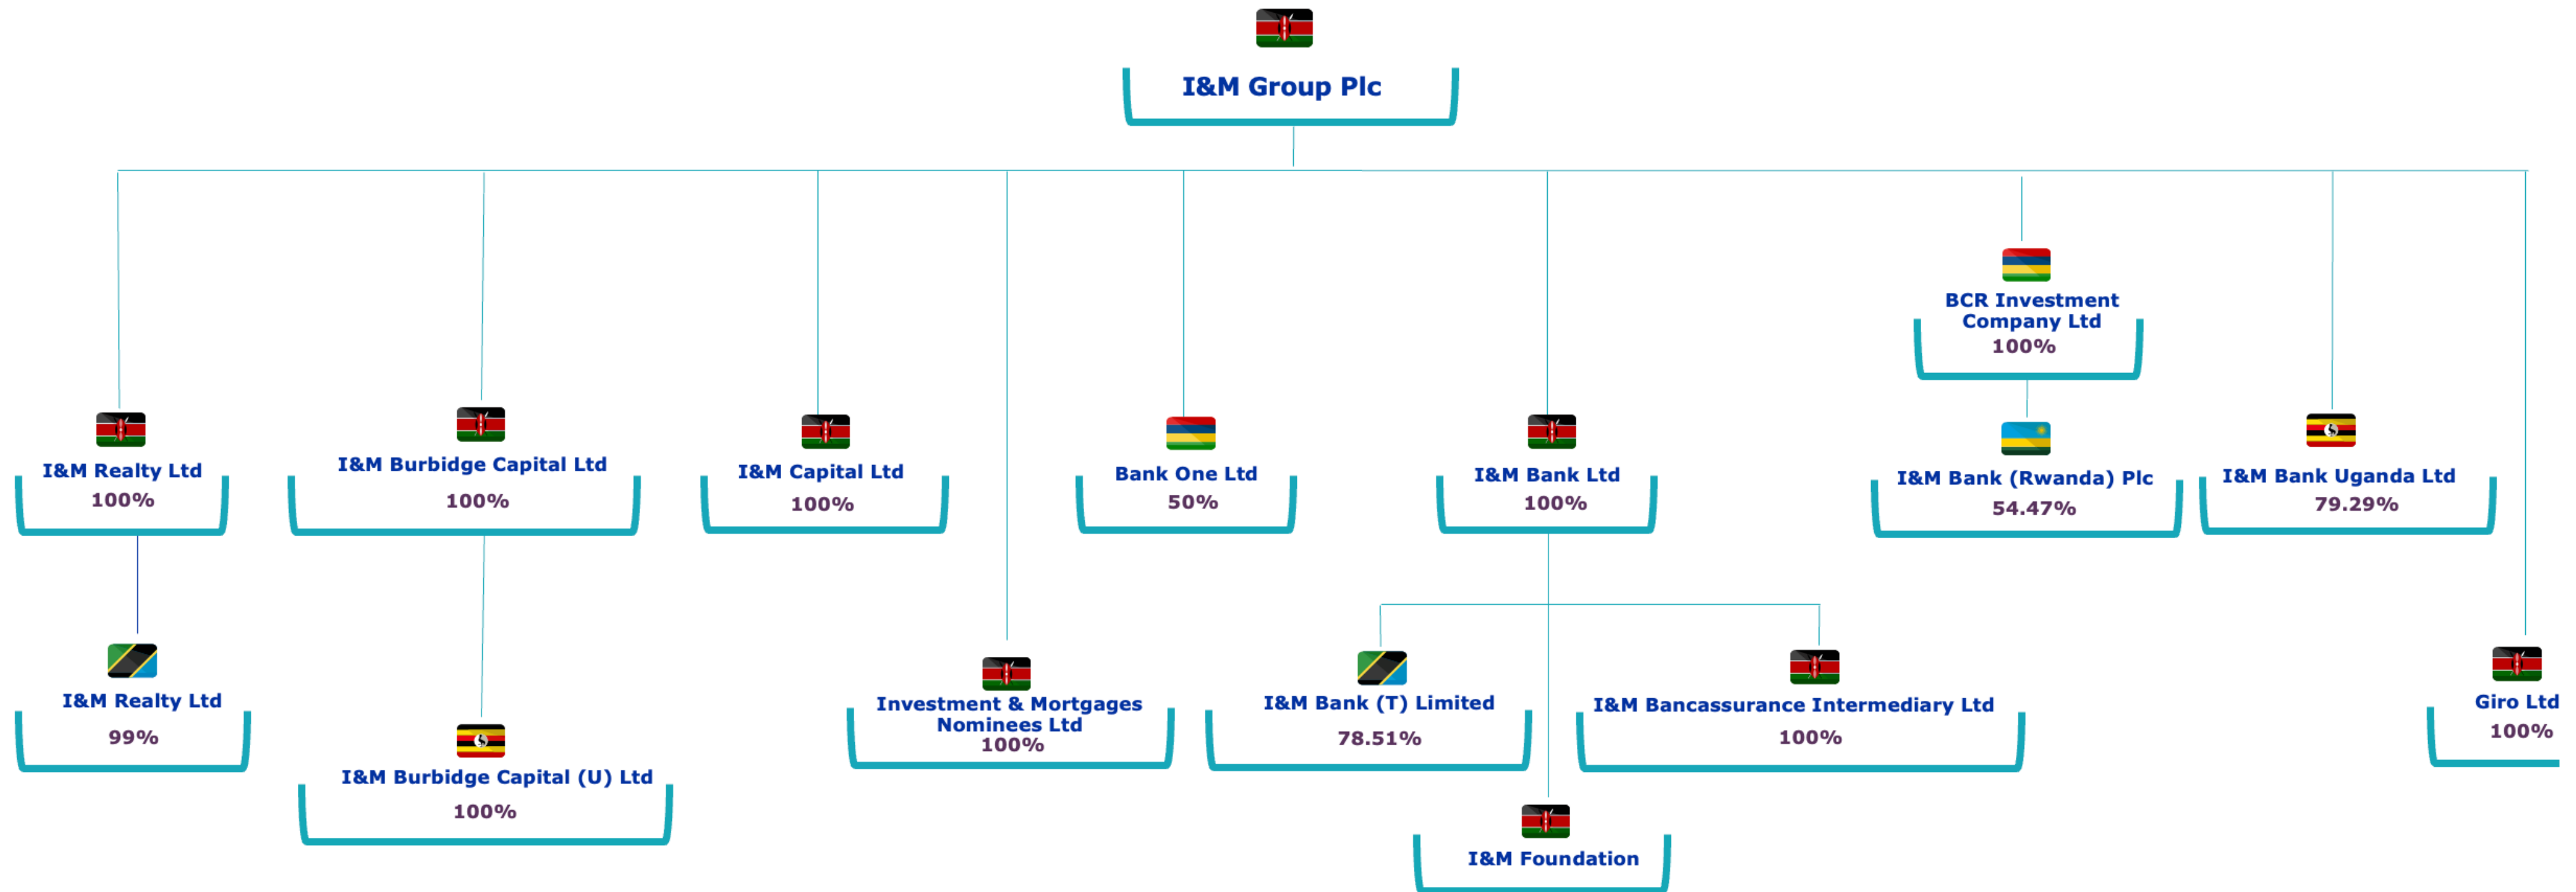 I&M Group Plc
BCR Investment
Company Ltd
100%
I&M Realty Ltd
100%
I&M Burbidge Capital Ltd
100%
I&M Capital Ltd
100%
Bank One Ltd
50%
I&M Bank Ltd
100%
I&M Bank (Rwanda) Plc
54.47%
I&M Bank Uganda Ltd
79.29%
I&M Realty Ltd
99%
I&M Burbidge Capital (U) Ltd
100%
Investment & Mortgages
Nominees Ltd
100%
I&M Bank (T) Limited
78.51%
I&M Bancassurance Intermediary Ltd
100%
Giro Ltd
100%
I&M Foundation